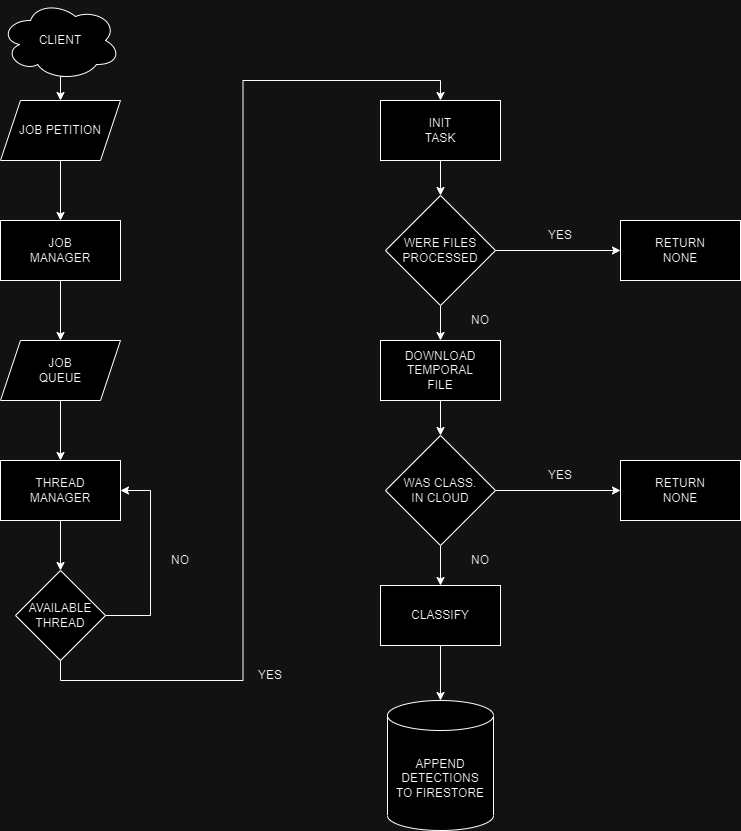 CLIENT
JOB PETITION
JOB
MANAGER
JOB
QUEUE
THREAD
MANAGER
NO
AVAILABLE
THREAD
YES
INIT
TASK
WERE FILES
PROCESSED
YES
RETURN
NONE
NO
DOWNLOAD
TEMPORAL
FILE
WAS CLASS.
IN CLOUD
YES
RETURN
NONE
NO
CLASSIFY
APPEND
DETECTIONS
TO FIRESTORE